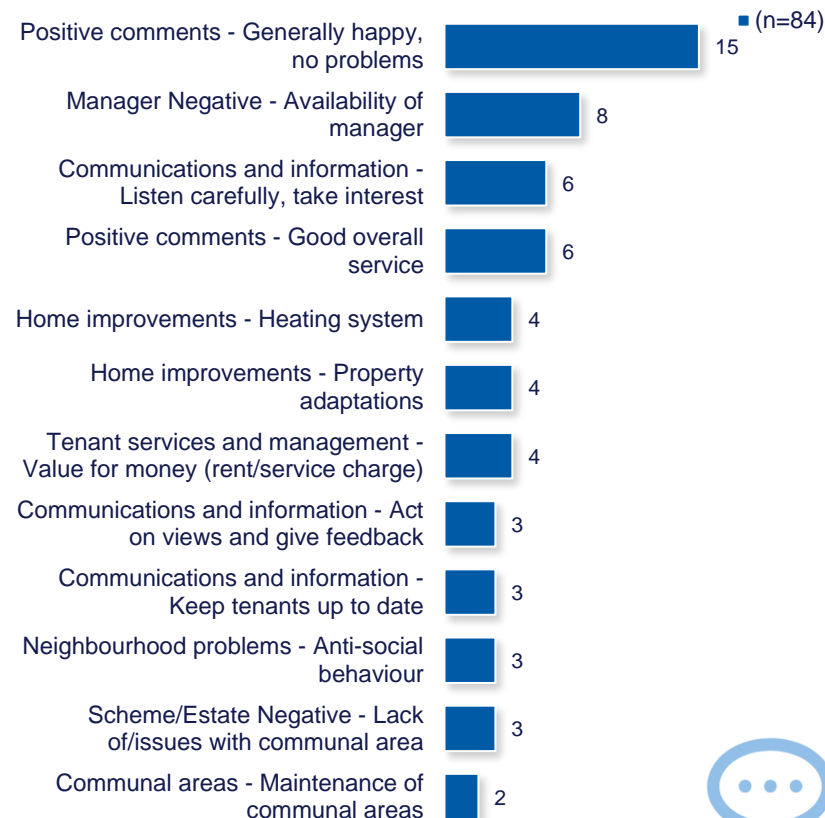 (n=84)
Positive comments - Generally happy,
no problems
15
Manager Negative - Availability of
manager
8
Communications and information -
Listen carefully, take interest
6
Positive comments - Good overall
service
6
Home improvements - Heating system
4
Home improvements - Property
adaptations
4
Tenant services and management -
Value for money (rent/service charge)
4
Communications and information - Act
on views and give feedback
3
Communications and information -
Keep tenants up to date
3
Neighbourhood problems - Anti-social
behaviour
3
Scheme/Estate Negative - Lack
of/issues with communal area
3
Communal areas - Maintenance of
communal areas
2